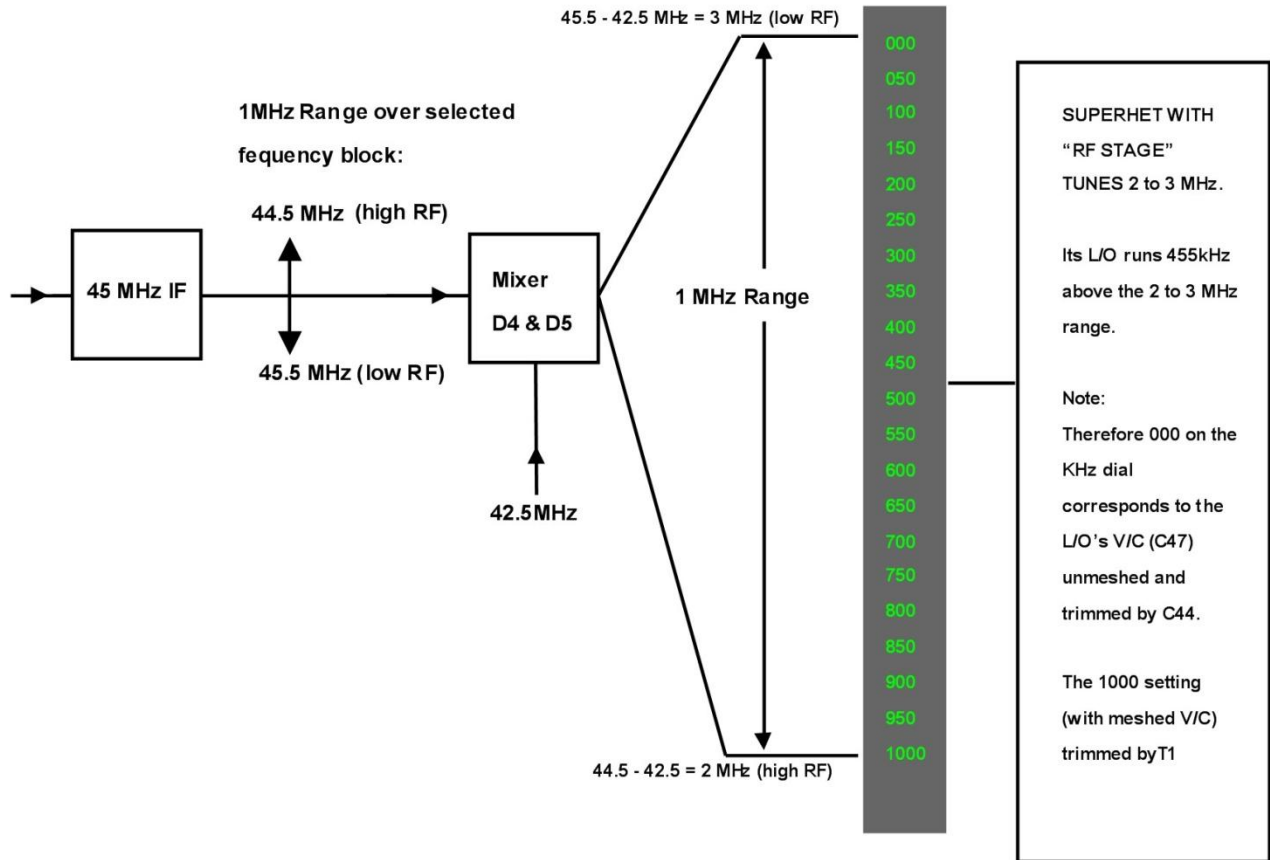 45.5 - 42.5 MHz = 3 MHz (low RF)
1MHz Range over selected
fequency block:
44.5 MHz (high RF)
45 MHz IF
45.5 MHz (low RF)
Mixer
D4 & D5
42.5MHz
1 MHz Range
44.5 - 42.5 = 2 MHz (high RF)
000
050
100
150
200
250
300
350
400
450
500
550
600
650
700
750
800
850
900
950
1000
SUPERHET WITH
“RF STAGE”
TUNES 2 to 3 MHz.
Its L/O runs 455kHz
above the 2 to 3 MHz
range.
Note:
Therefore 000 on the
KHz dial
corresponds to the
L/O’s V/C (C47)
unmeshed and
trimmed by C44.
The 1000 setting
(with meshed V/C)
trimmed byT1